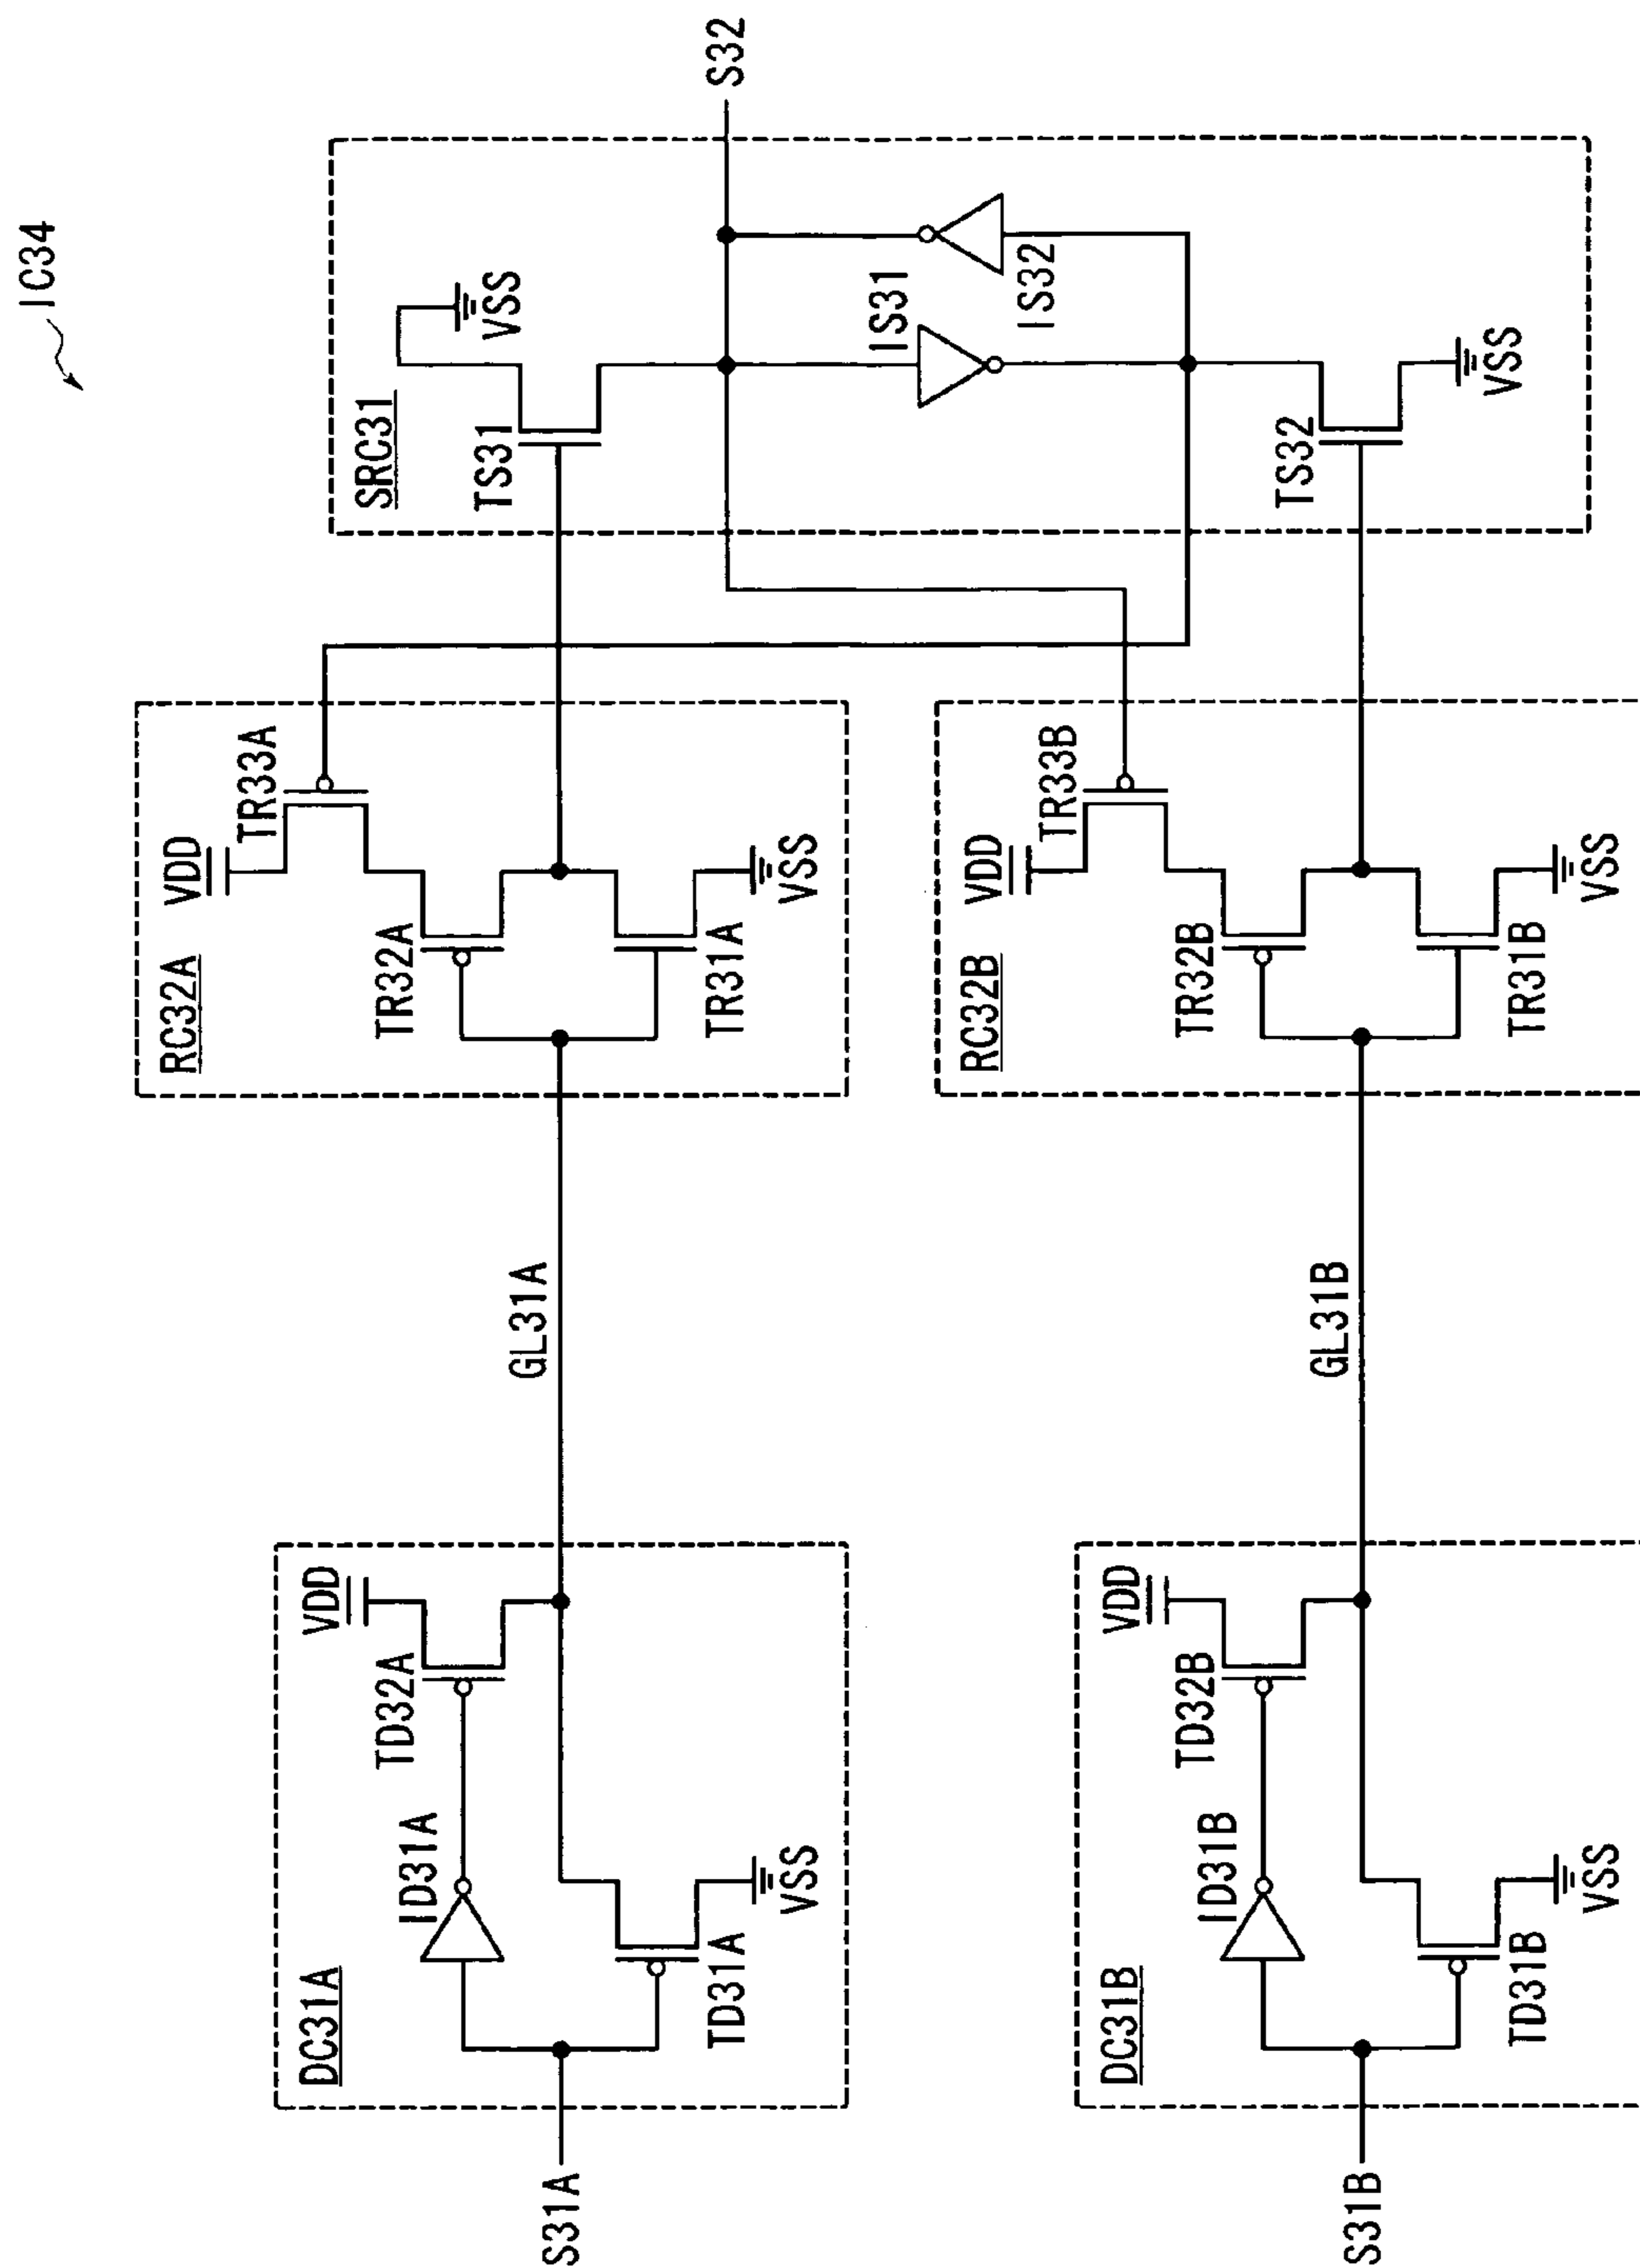 IC34
S31A
DC31A
ID31A
TD31A
VSS
TD32A
VDD
GL31A
RC32A
TR32A
TR31A
VSS
VDD
TR33A
S31B
DC31B
ID31B
TD31B
VSS
TD32B
VDD
GL31B
RC32B
TR32B
TR31B
VSS
VDD
TR33B
SRC31
TS31
VSS
IS31
IS32
TS32
VSS
S32